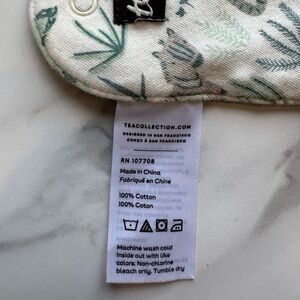 tea
TEACOLLECTION.COM
DESIGNED IN SAN FRANCISCO
CONÇU À SAN FRANCISCO
RN 107708
Made in China
Fabriqué en Chine
100% Cotton
100% Coton
Machine wash cold
inside out with like
colors. Non-chlorine
bleach only. Tumble dry